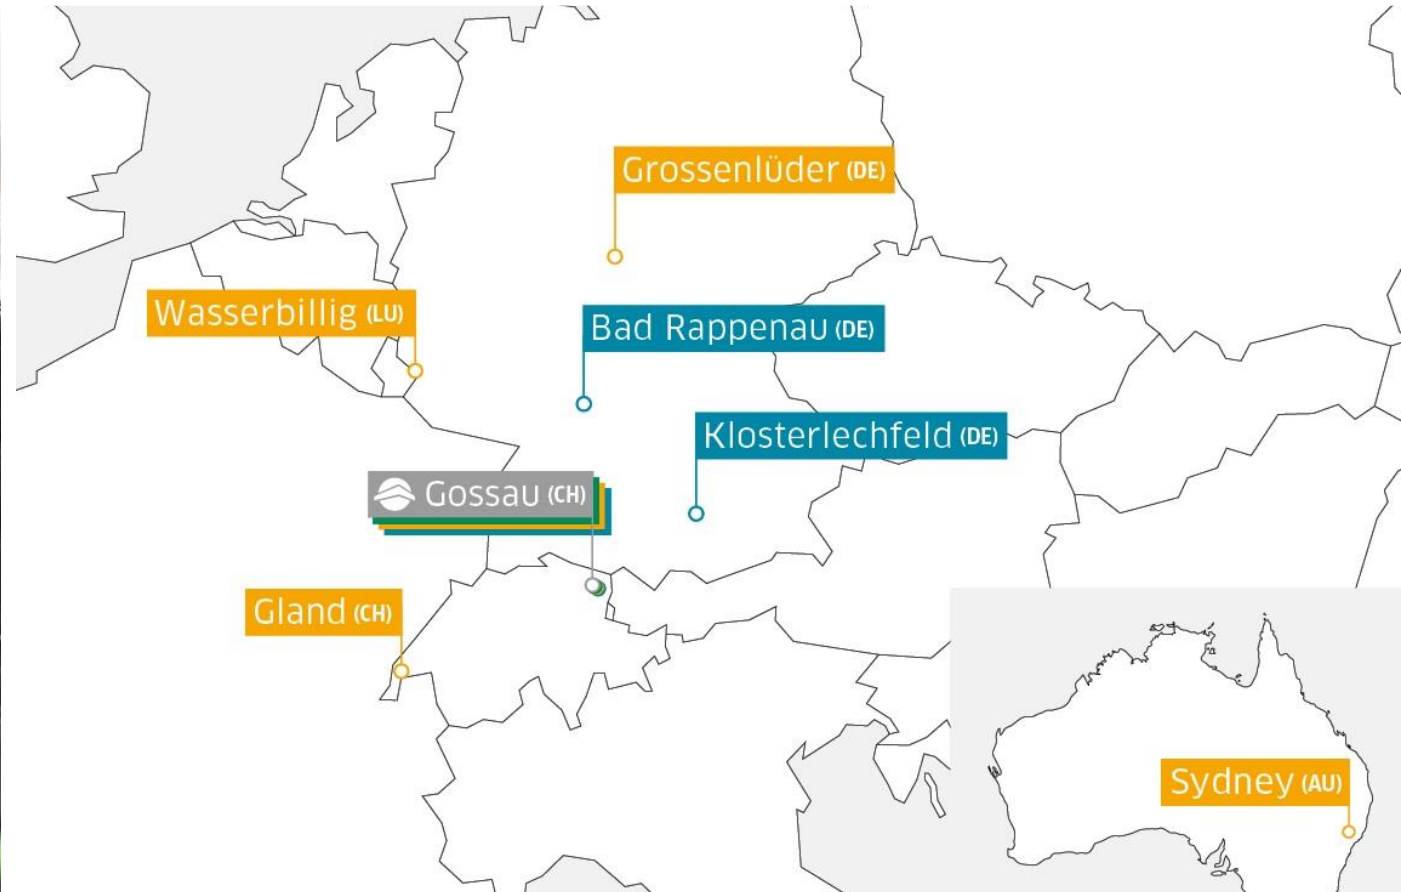 Grossenlüder (DE)
Wasserbillig (LU)
Bad Rappenau (DE)
Klosterlechfeld (DE)
Gossau (CH)
Gland (CH)
Sydney (AU)